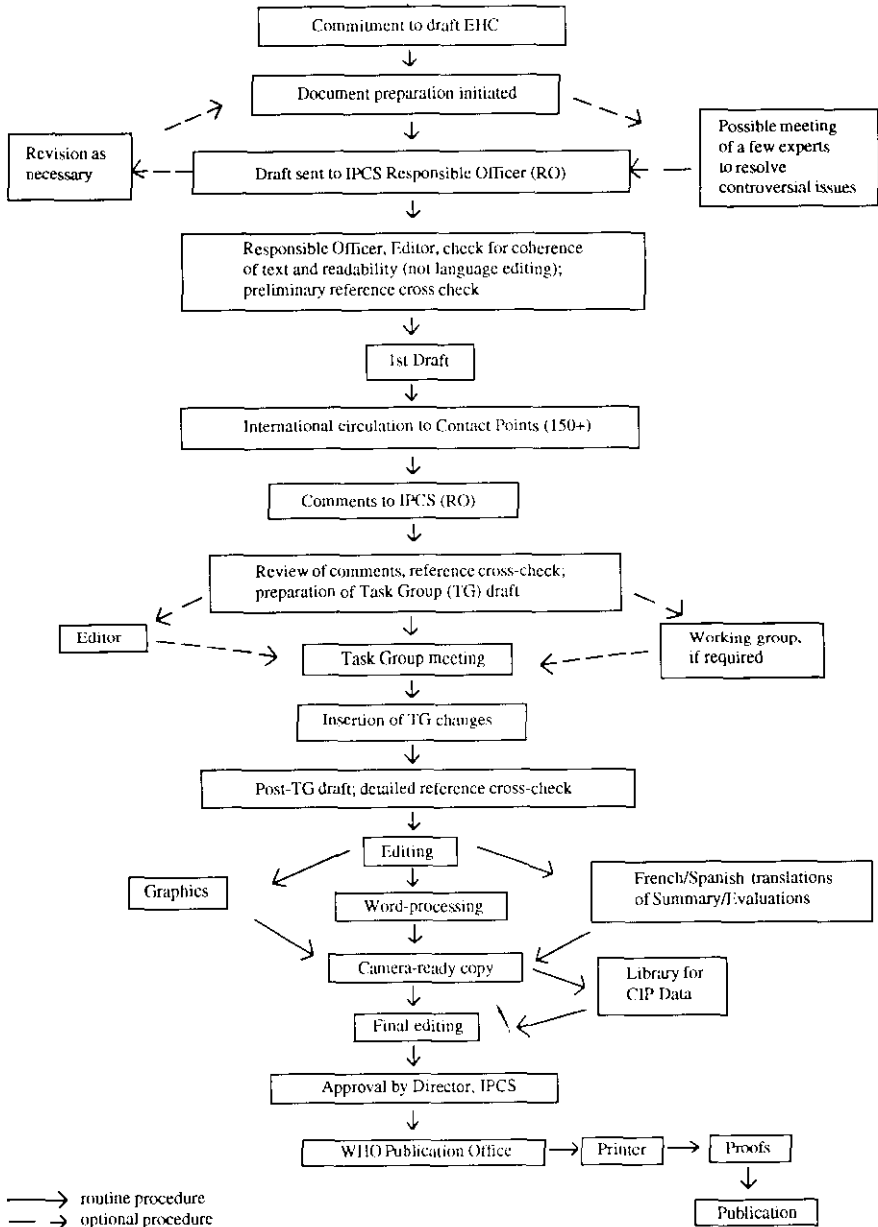 Commitment to draft EHC
Document preparation initiated
Revision as
necessary
Possible meeting
of a few experts
to resolve
controversial issues
Draft sent to IPCS Responsible Officer (RO)
Responsible Officer, Editor, check for coherence
of text and readability (not language editing);
preliminary reference cross check
1st Draft
International circulation to Contact Points (150+)
Comments to IPCS (RO)
Review of comments, reference cross-check;
preparation of Task Group (TG) draft
Editor
Working group,
if required
Task Group meeting
Insertion of TG changes
Post-TG draft; detailed reference cross-check
Editing
Graphics
French/Spanish translations
of Summary/Evaluations
Word-processing
Camera-ready copy
Library for
CIP Data
Final editing
Approval by Director, IPCS
WHO Publication Office
Printer
Proofs
routine procedure
optional procedure
Publication